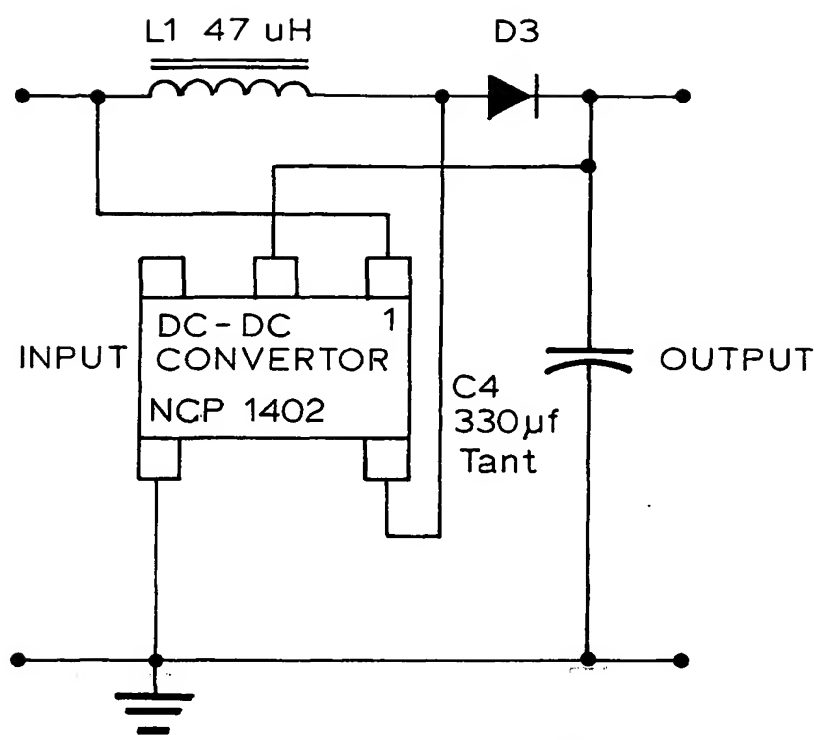 L1 47 uH
D3
DC-DC 1
INPUT CONVERTOR
NCP 1402
OUTPUT
C4
330µf
Tant